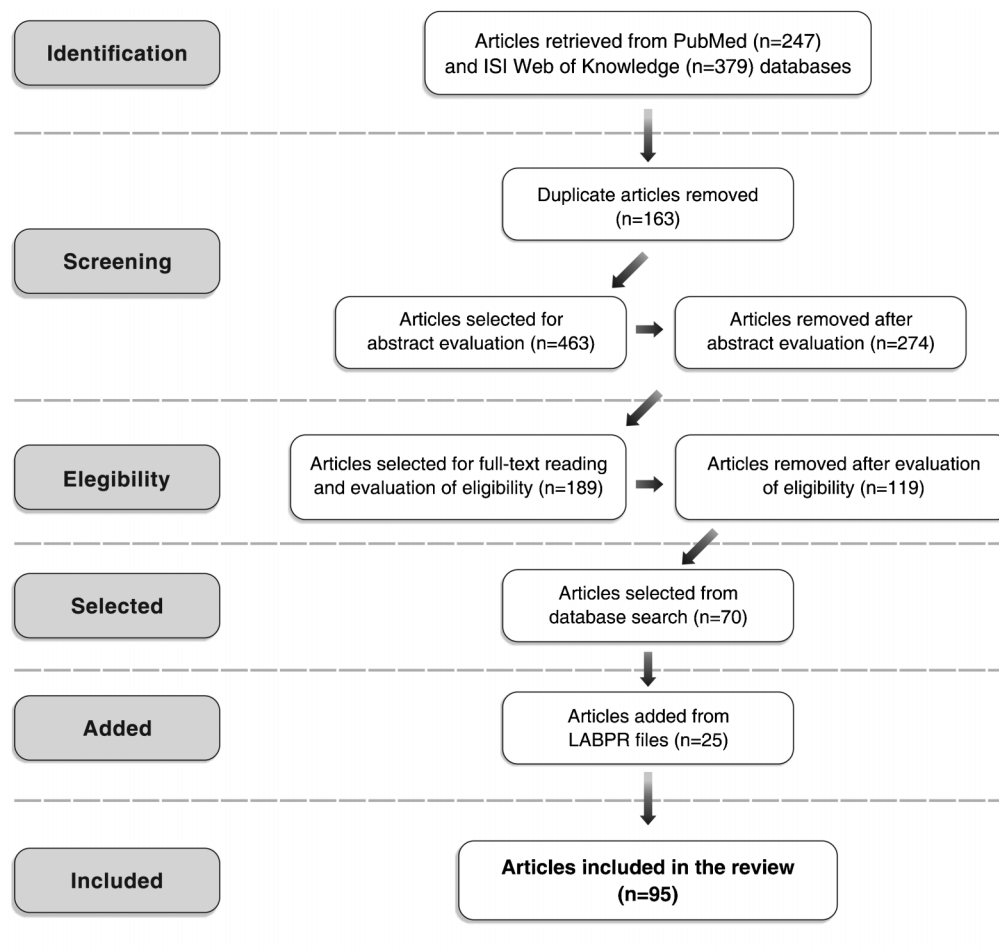 Identification
Articles retrieved from PubMed (n=247)
and ISI Web of Knowledge (n=379) databases
Duplicate articles removed
(n=163)
Screening
Articles selected for
abstract evaluation (n=463)
Articles removed after
abstract evaluation (n=274)
Elegibility
Articles selected for full-text reading
and evaluation of eligibility (n=189)
Articles removed after evaluation
of eligibility (n=119)
Selected
Articles selected from
database search (n=70)
Added
Articles added from
LABPR files (n=25)
Included
Articles included in the review
(n=95)